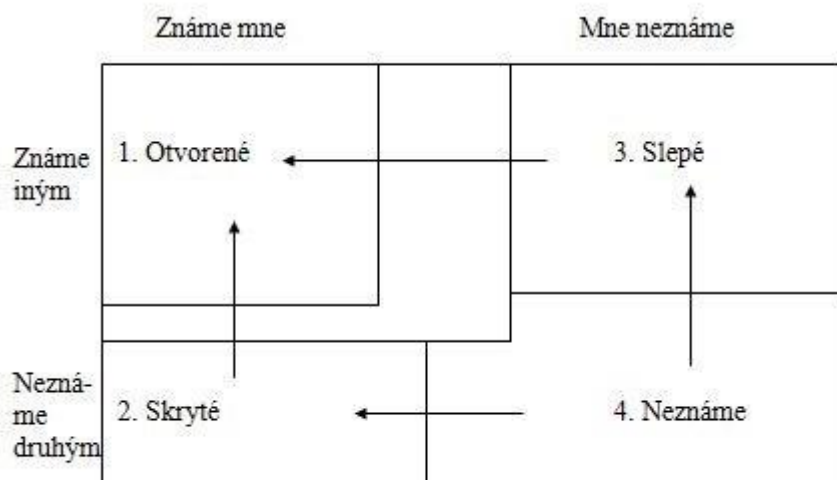 Známe mne
Mne neznáme
Známe
iným
1. Otvorené
3. Slepé
Nezná-
me
druhým
2. Skryté
4. Neznáme